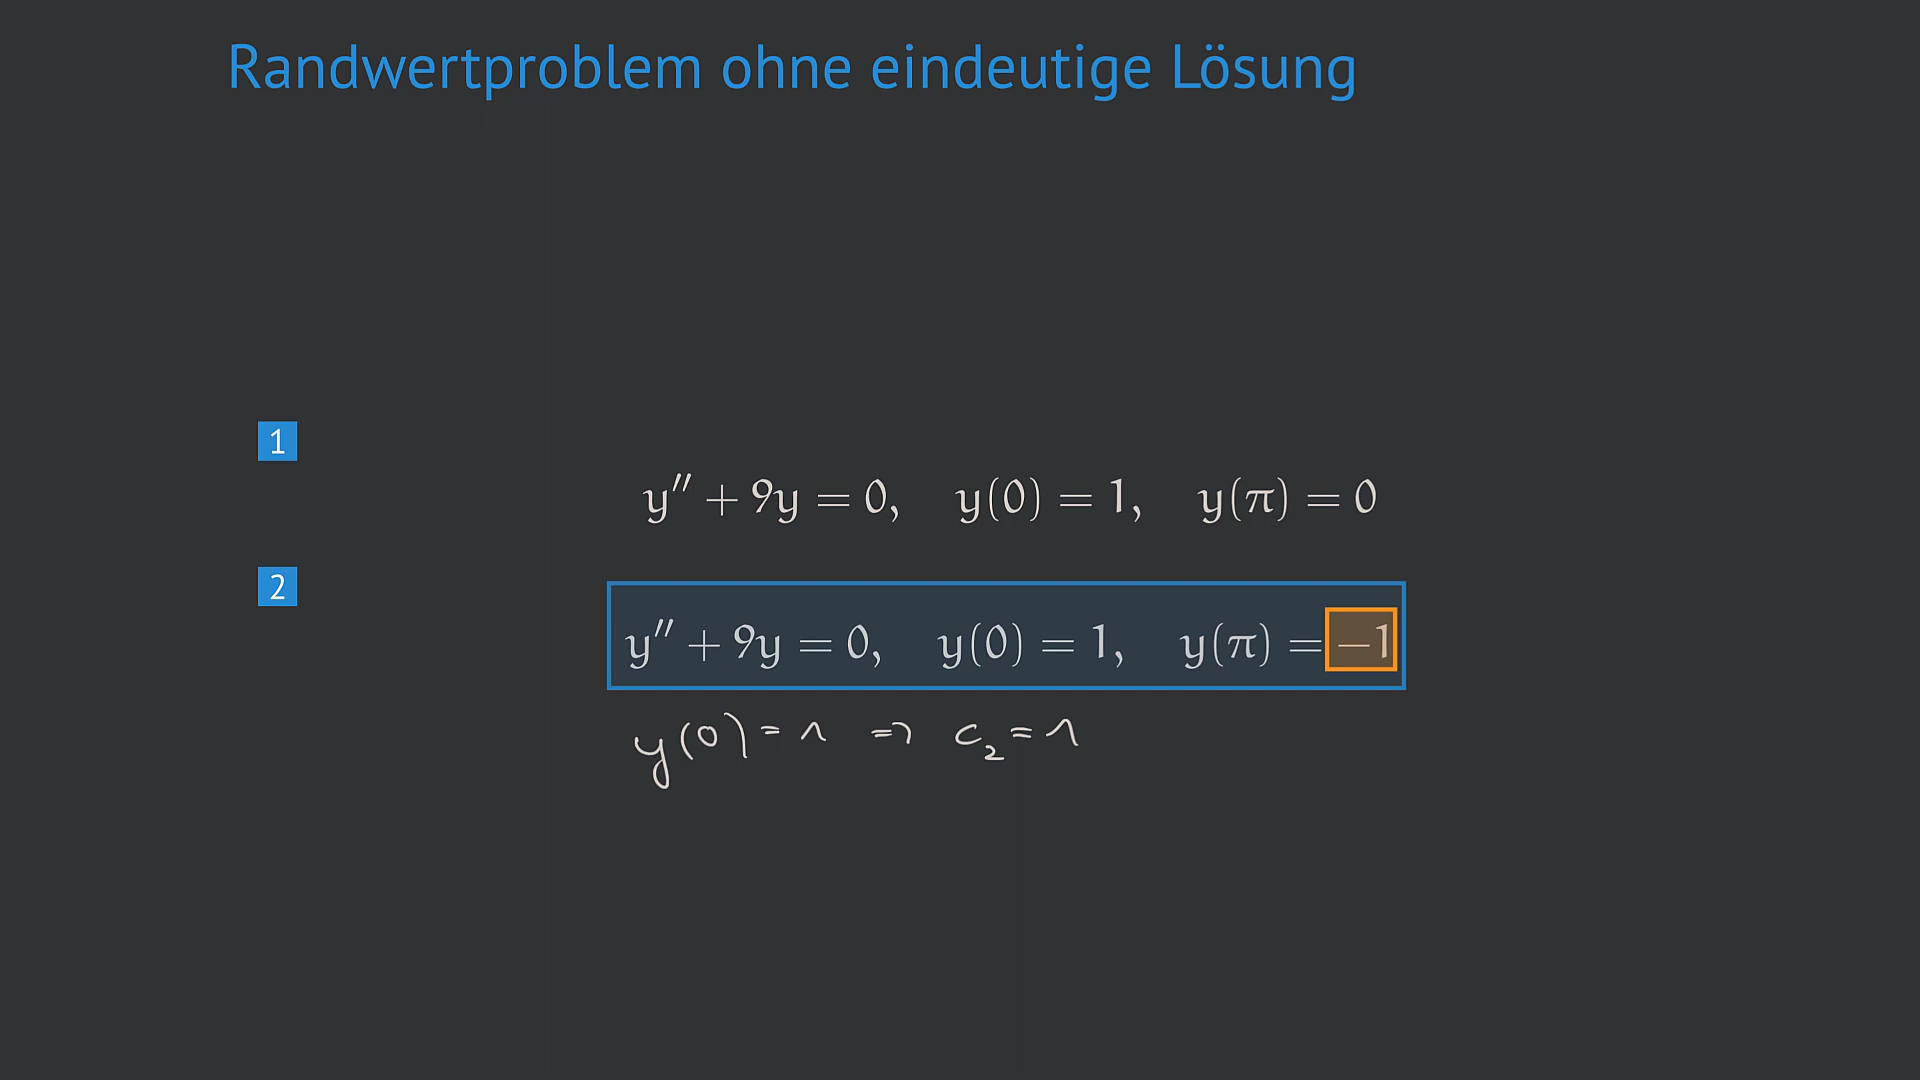 Randwertproblem ohne eindeutige Lösung
1
y″ + 9y = 0, y(0) = 1, y(π) = 0
2
y″ + 9y = 0, y(0) = 1, y(π) = −1
y(0) = 1 ⇒ c₂ = 1